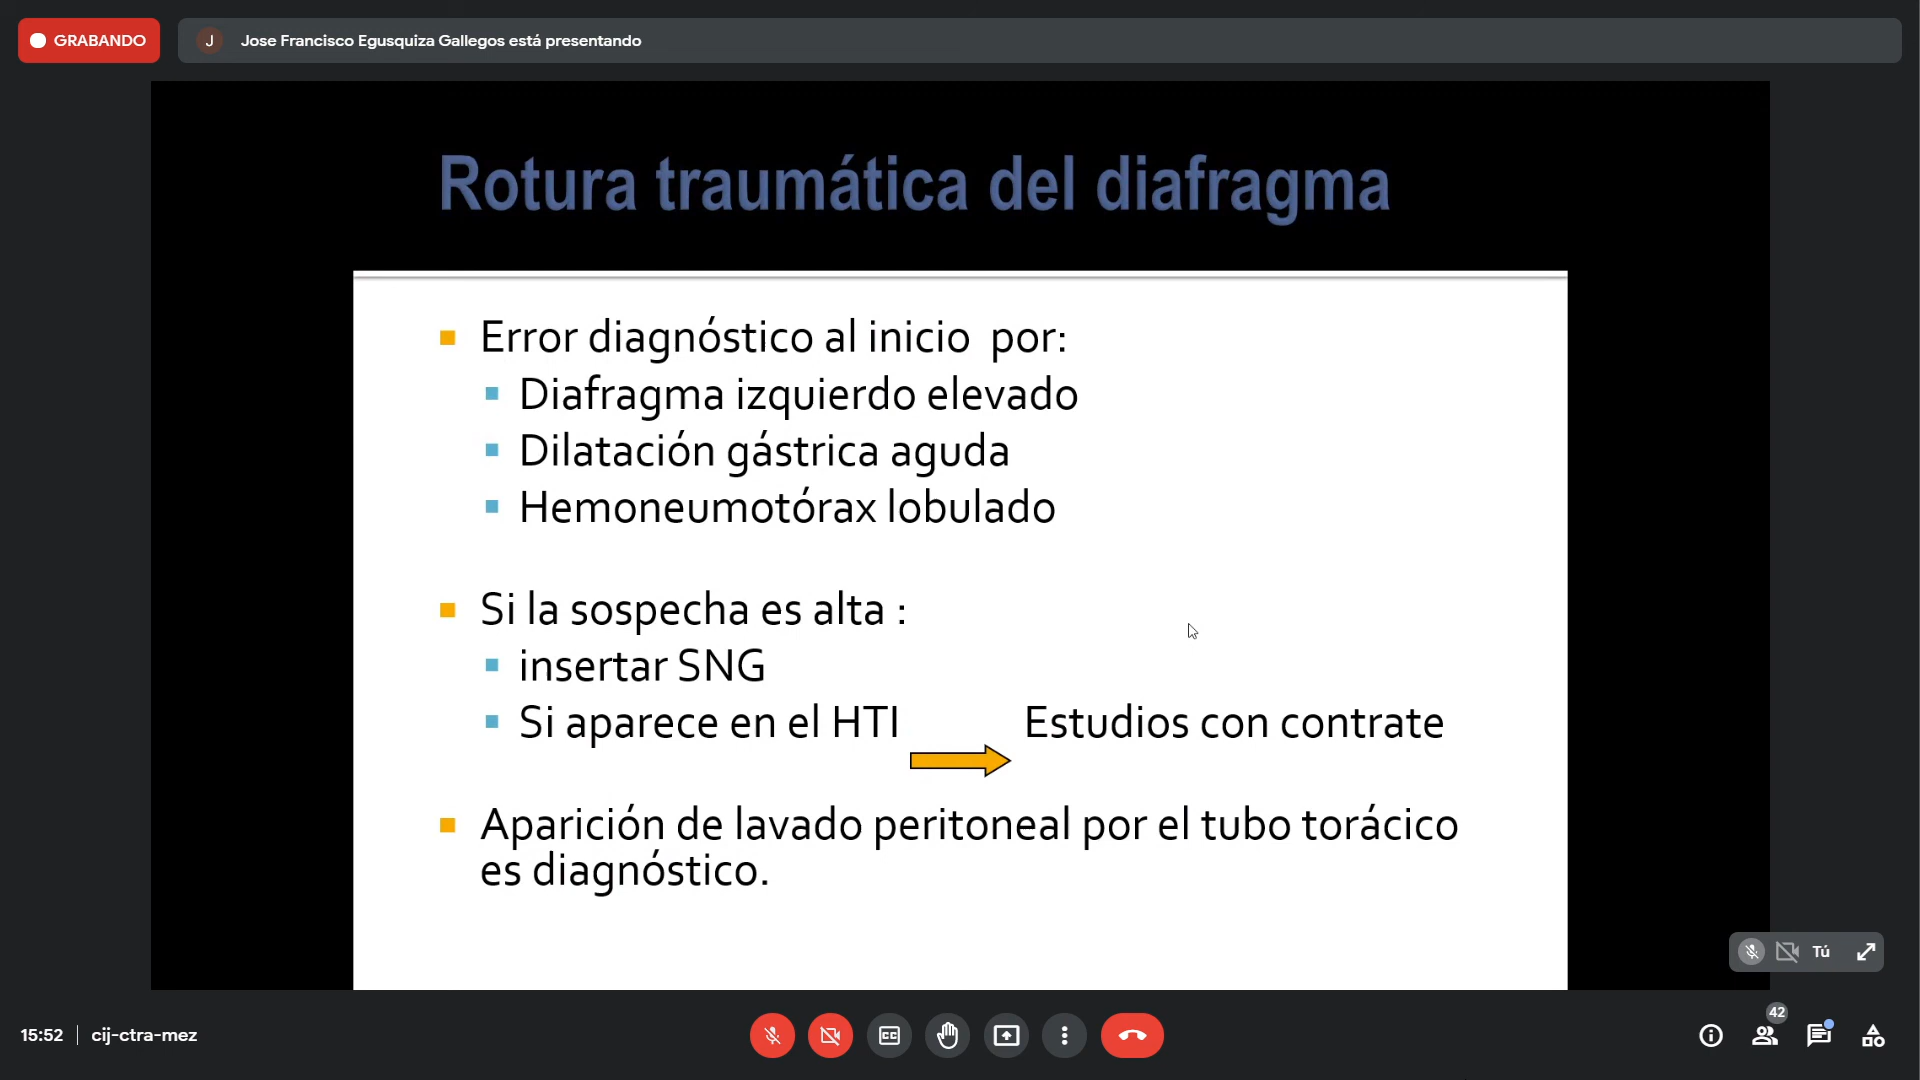 GRABANDO
J
Jose Francisco Egusquiza Gallegos está presentando
Rotura traumática del diafragma
Error diagnóstico al inicio por:
Diafragma izquierdo elevado
Dilatación gástrica aguda
Hemoneumotórax lobulado
Si la sospecha es alta :
insertar SNG
Si aparece en el HTI Estudios con contrate
Aparición de lavado peritoneal por el tubo torácico
es diagnóstico.
Tú
15:52 | cij-ctra-mez
CC
42